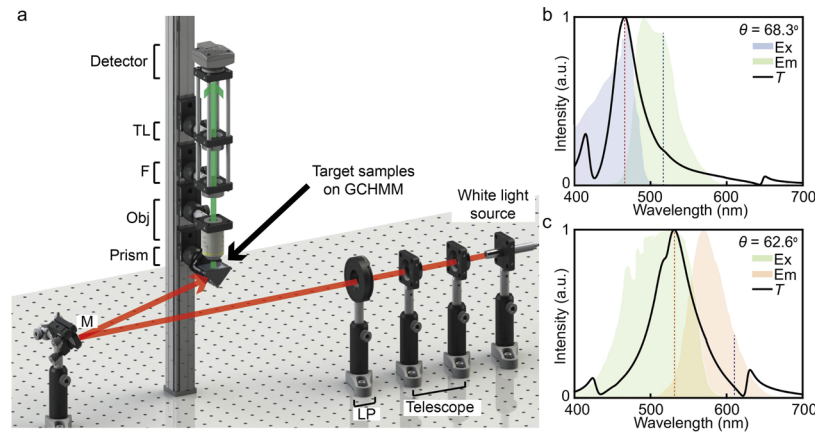 a
Detector
TL
F
Obj
Prism
M
Target samples
on GCHMM
White light
source
LP
Telescope
b
θ = 68.3°
Ex
Em
T
Intensity (a.u.)
1
0
400 500 600 700
Wavelength (nm)
c
θ = 62.6°
Ex
Em
T
Intensity (a.u.)
1
0
400 500 600 700
Wavelength (nm)